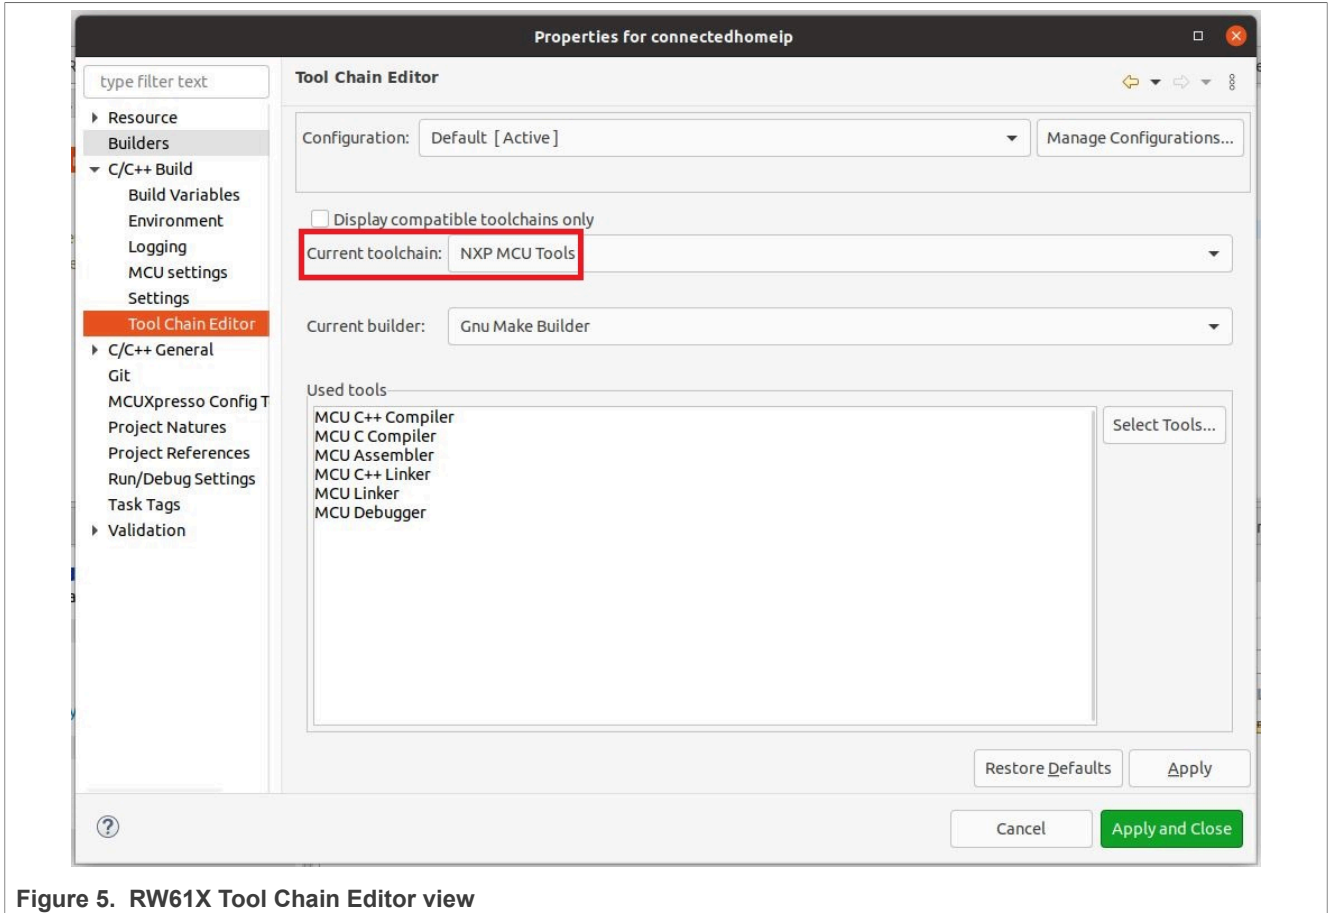 Properties for connectedhomeip
type filter text
Tool Chain Editor
Resource
Builders
C/C++ Build
Build Variables
Environment
Logging
MCU settings
Settings
Tool Chain Editor
C/C++ General
Git
MCUXpresso Config T
Project Natures
Project References
Run/Debug Settings
Task Tags
Validation
Configuration: Default [ Active ] Manage Configurations...
Display compatible toolchains only
Current toolchain: NXP MCU Tools
Current builder: Gnu Make Builder
Used tools
MCU C++ Compiler
MCU C Compiler
MCU Assembler
MCU C++ Linker
MCU Linker
MCU Debugger
Select Tools...
Restore Defaults Apply
Cancel Apply and Close
Figure 5. RW61X Tool Chain Editor view